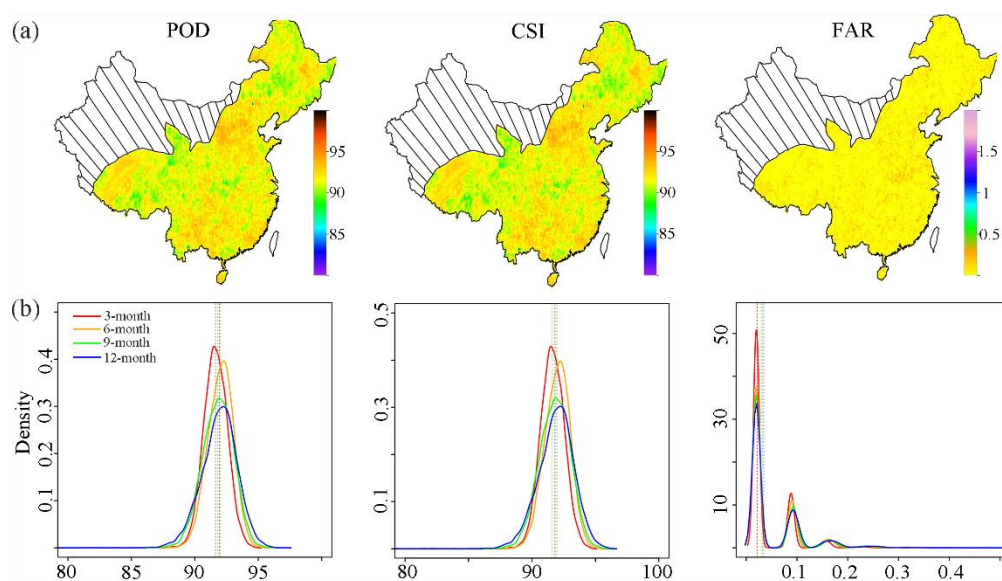 (a) POD CSI FAR
95 95 2
90 90 1.5
85 85 1
0.5
(b)
3-month
6-month
9-month
12-month
Density
0.4
0.3
0.2
0.1
0.5
0.3
0.1
50
30
10
80 85 90 95 80 90 100 0 0.1 0.2 0.3 0.4